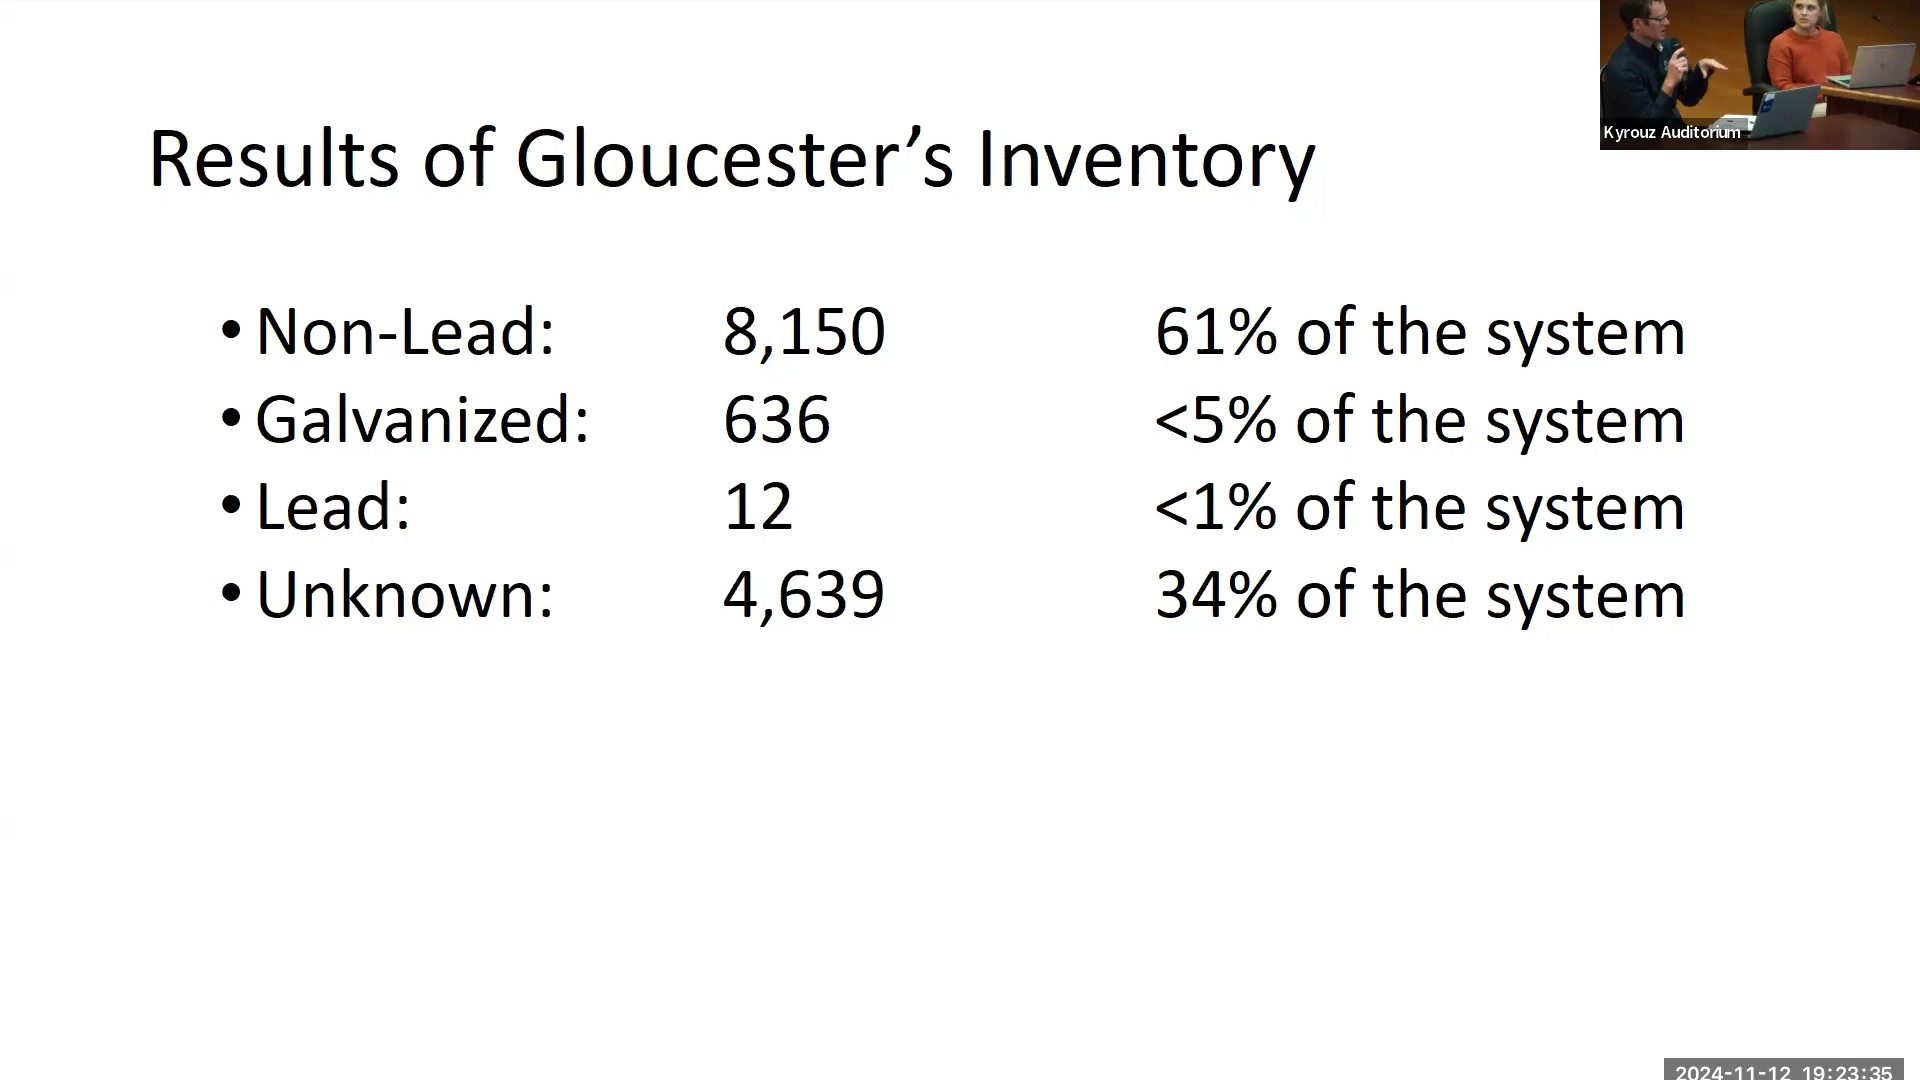 Kyrouz Auditorium
Results of Gloucester’s Inventory
• Non-Lead: 8,150 61% of the system
• Galvanized: 636 <5% of the system
• Lead: 12 <1% of the system
• Unknown: 4,639 34% of the system
2024-11-12 19:23:35